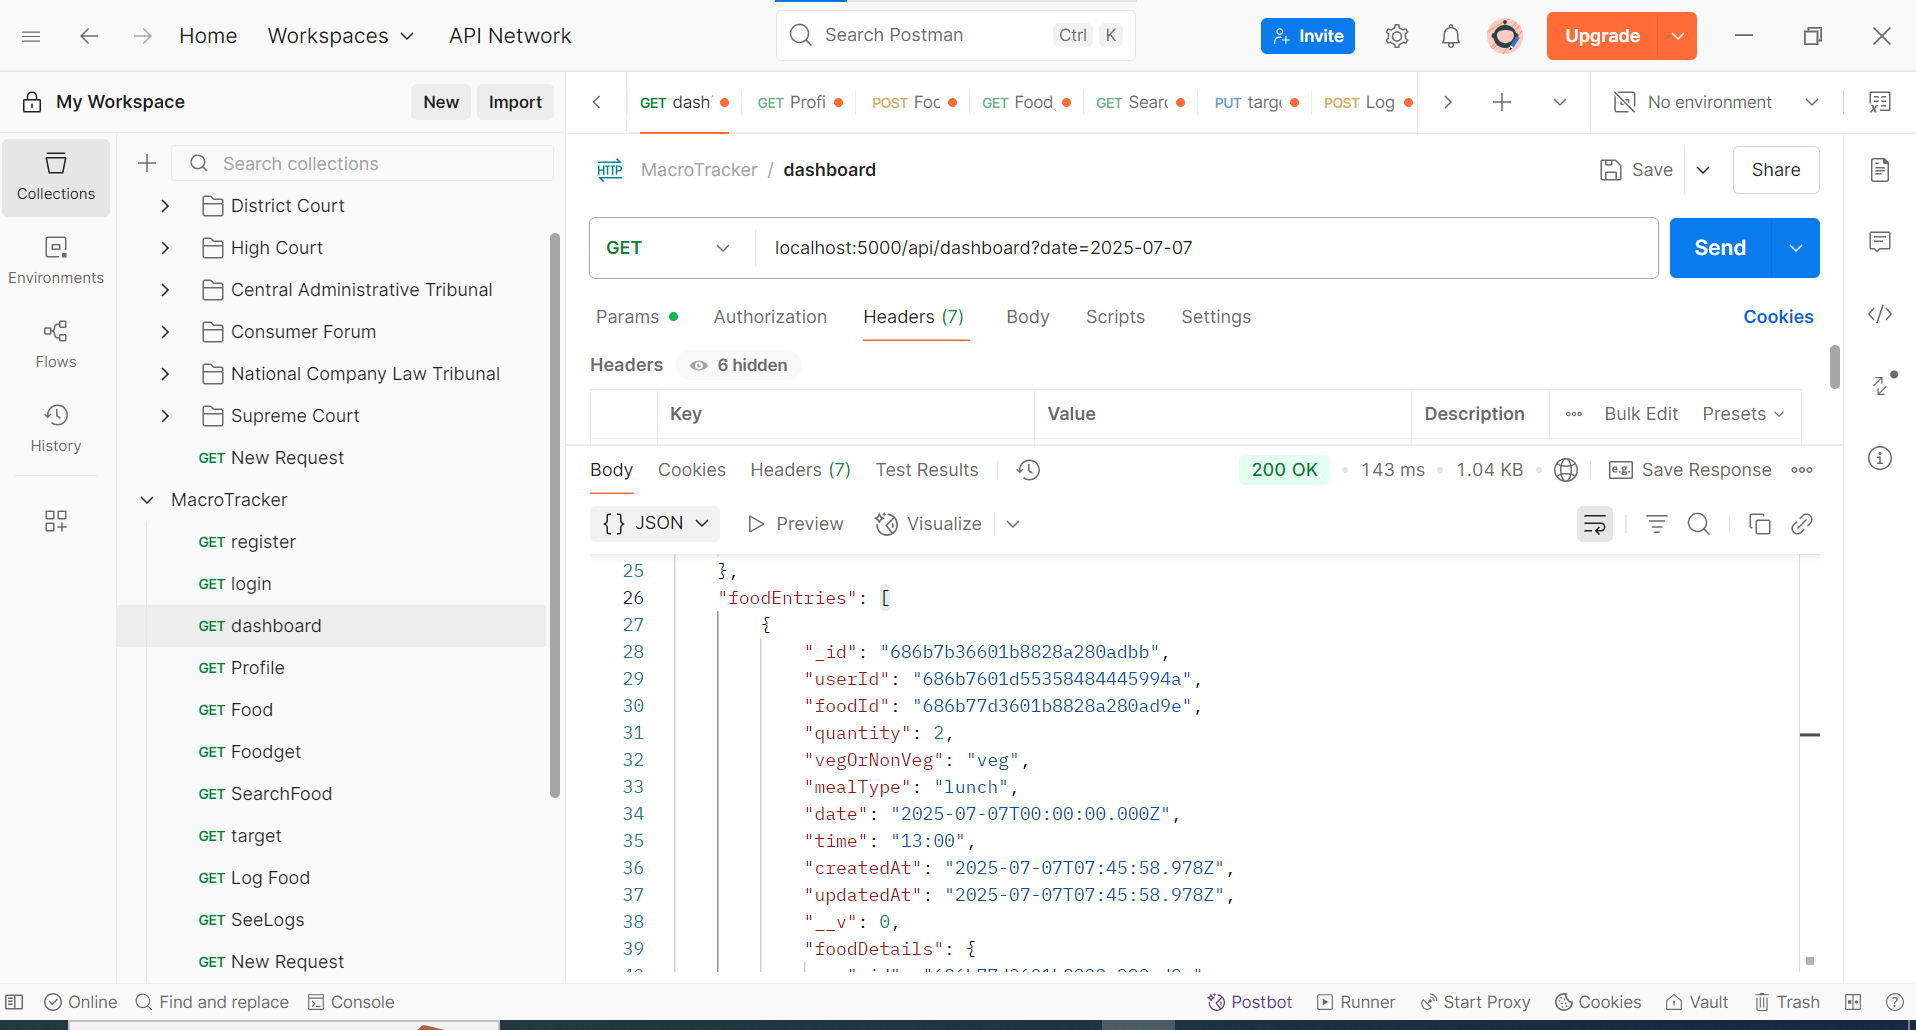 Home Workspaces API Network Search Postman Ctrl K Invite Upgrade
My Workspace New Import
GET dash GET Profi POST Foc GET Food GET Searc PUT targe POST Log No environment
Collections
Environments
Flows
History
Search collections
District Court
High Court
Central Administrative Tribunal
Consumer Forum
National Company Law Tribunal
Supreme Court
GET New Request
MacroTracker
GET register
GET login
GET dashboard
GET Profile
GET Food
GET Foodget
GET SearchFood
GET target
GET Log Food
GET SeeLogs
GET New Request
HTTP MacroTracker / dashboard Save Share
GET localhost:5000/api/dashboard?date=2025-07-07 Send
Params Authorization Headers (7) Body Scripts Settings Cookies
Headers 6 hidden
Key Value Description Bulk Edit Presets
Body Cookies Headers (7) Test Results 200 OK 143 ms 1.04 KB e.g. Save Response
{} JSON Preview Visualize
25 },
26 "foodEntries": [
27 {
28 "_id": "686b7b36601b8828a280adbb",
29 "userId": "686b7601d55358484445994a",
30 "foodId": "686b77d3601b8828a280ad9e",
31 "quantity": 2,
32 "vegOrNonVeg": "veg",
33 "mealType": "lunch",
34 "date": "2025-07-07T00:00:00.000Z",
35 "time": "13:00",
36 "createdAt": "2025-07-07T07:45:58.978Z",
37 "updatedAt": "2025-07-07T07:45:58.978Z",
38 "__v": 0,
39 "foodDetails": {
Online Find and replace Console Postbot Runner Start Proxy Cookies Vault Trash